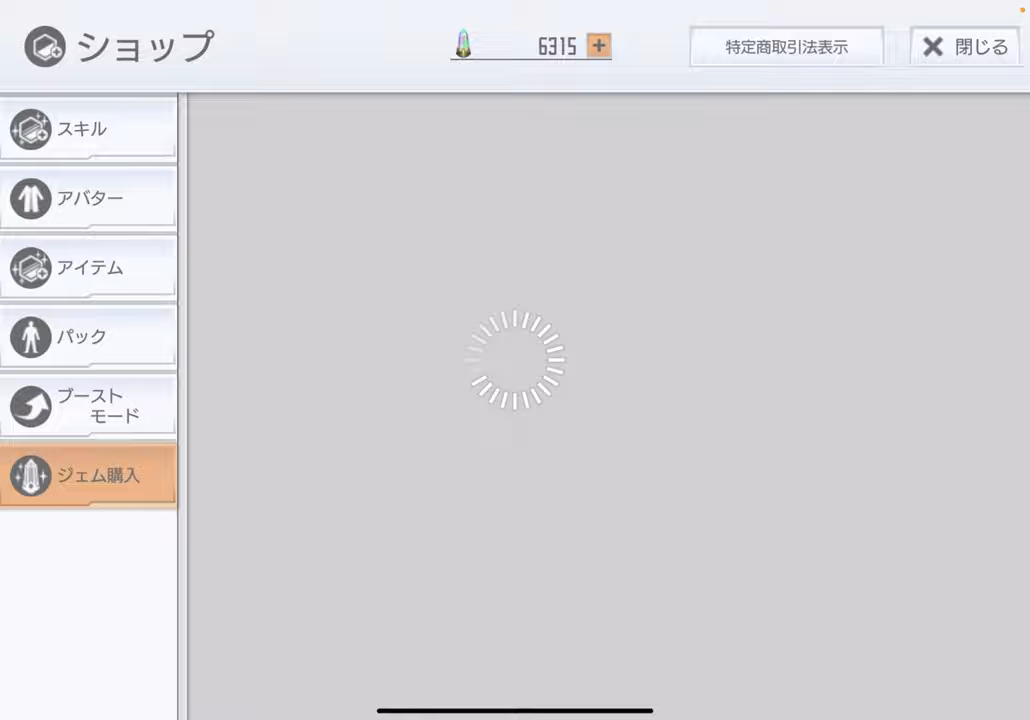 ショップ
6315
特定商取引法表示
閉じる
スキル
アバター
アイテム
パック
ブースト
モード
ジェム購入